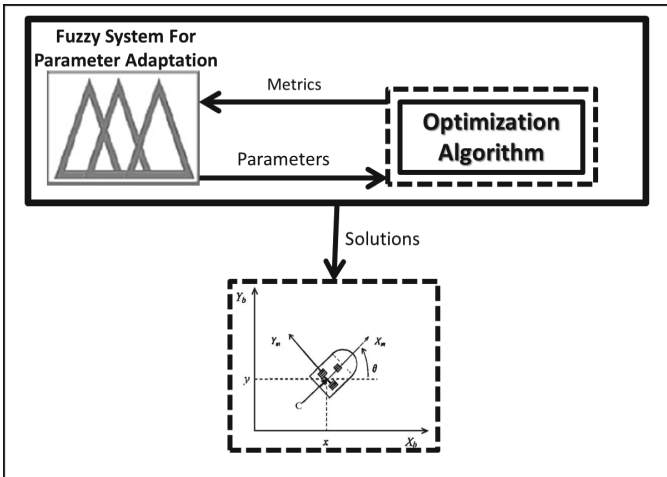 Fuzzy System For
Parameter Adaptation
Metrics
Optimization
Algorithm
Parameters
Solutions
Y_b
Y_m
X_m
θ
y
C
x
X_b